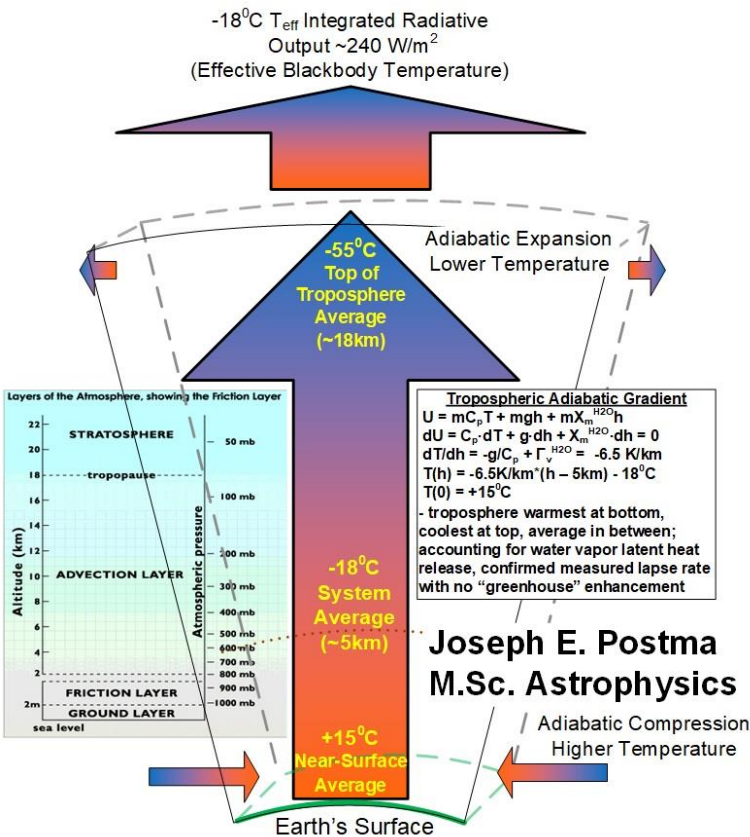 -18⁰C T_eff Integrated Radiative
Output ~240 W/m²
(Effective Blackbody Temperature)
Adiabatic Expansion
Lower Temperature
-55⁰C
Top of
Troposphere
Average
(~18km)
Layers of the Atmosphere, showing the Friction Layer
Altitude (km)
22
20
18
16
14
12
10
8
6
4
2
2m
sea level
STRATOSPHERE
tropopause
ADVECTION LAYER
FRICTION LAYER
GROUND LAYER
Atmospheric pressure
50 mb
100 mb
200 mb
300 mb
400 mb
500 mb
600 mb
700 mb
800 mb
900 mb
1000 mb
Tropospheric Adiabatic Gradient
U = mCₚT + mgh + mXₘᴴ²ᴼh
dU = Cₚ·dT + g·dh + Xₘᴴ²ᴼ·dh = 0
dT/dh = -g/Cₚ + Γᵥᴴ²ᴼ = -6.5 K/km
T(h) = -6.5K/km*(h – 5km) - 18⁰C
T(0) = +15⁰C
- troposphere warmest at bottom,
coolest at top, average in between;
accounting for water vapor latent heat
release, confirmed measured lapse rate
with no “greenhouse” enhancement
-18⁰C
System
Average
(~5km)
Joseph E. Postma
M.Sc. Astrophysics
Adiabatic Compression
Higher Temperature
+15⁰C
Near-Surface
Average
Earth's Surface